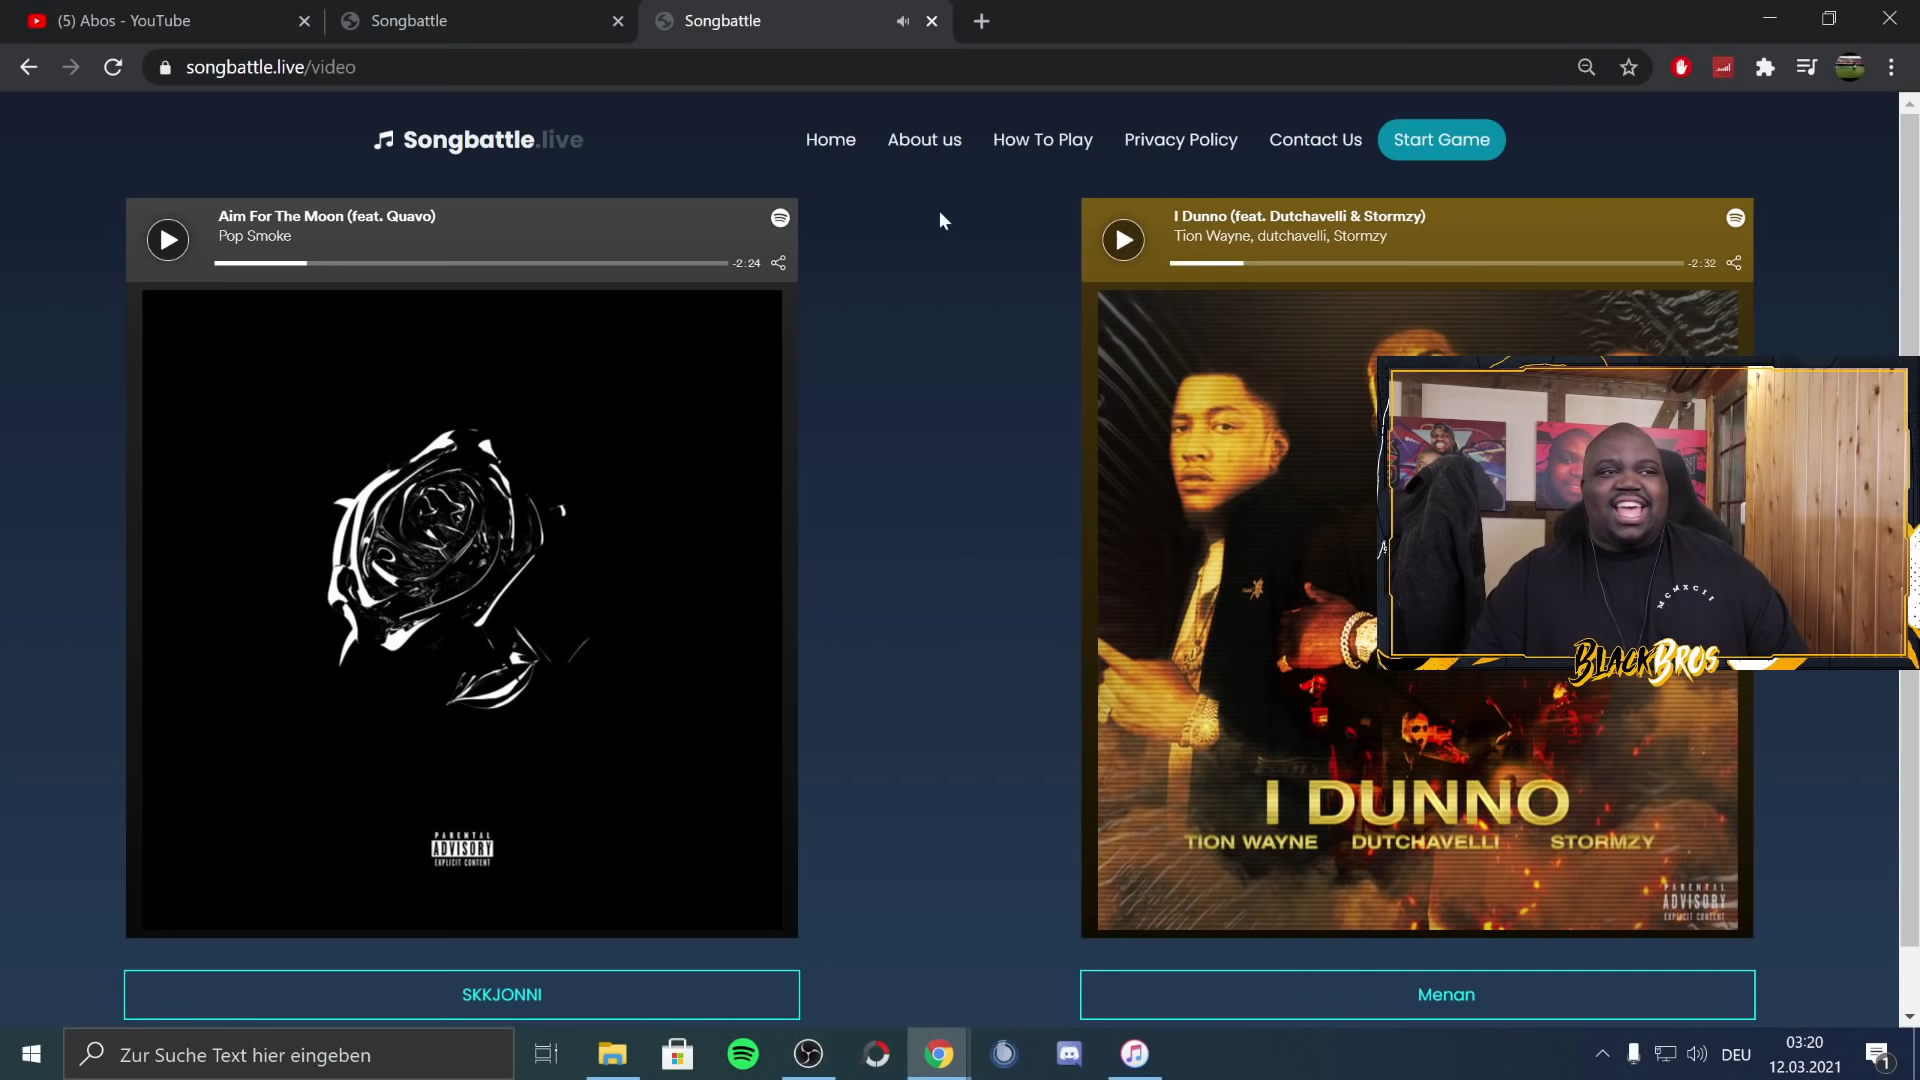 (5) Abos - YouTube
Songbattle
Songbattle
songbattle.live/video
Songbattle.live
Home
About us
How To Play
Privacy Policy
Contact Us
Start Game
Aim For The Moon (feat. Quavo)
Pop Smoke
-2:24
I Dunno (feat. Dutchavelli & Stormzy)
Tion Wayne, dutchavelli, Stormzy
-2:32
PARENTAL
ADVISORY
EXPLICIT CONTENT
MCMXCII
BLACKBROS
I DUNNO
TION WAYNE DUTCHAVELLI STORMZY
PARENTAL
ADVISORY
EXPLICIT CONTENT
SKKJONNI
Menan
Zur Suche Text hier eingeben
DEU
03:20
12.03.2021
1